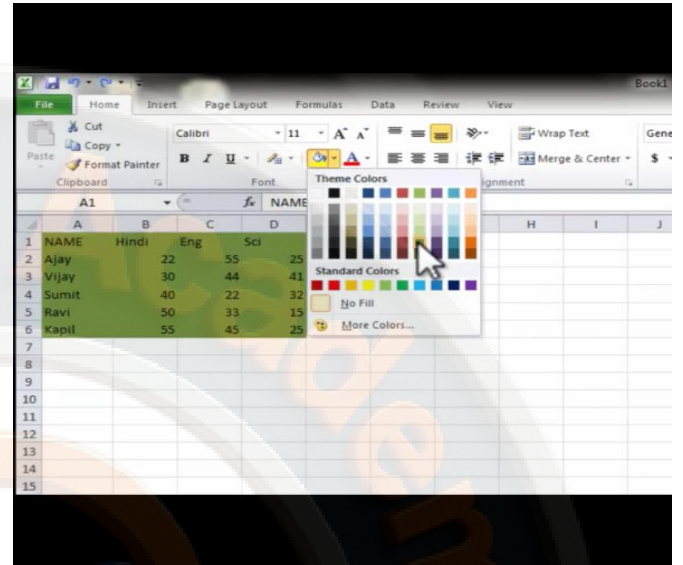 Book1
File Home Insert Page Layout Formulas Data Review View
Cut
Copy
Paste
Format Painter
Clipboard
Calibri 11 A A
B I U A
Font
Wrap Text
Merge & Center
Gene
$
Theme Colors
Standard Colors
No Fill
More Colors...
A1 fx NAME
A B C D H I J
1 NAME Hindi Eng Sci
2 Ajay 22 55 25
3 Vijay 30 44 41
4 Sumit 40 22 32
5 Ravi 50 33 15
6 Kapil 55 45 25
7
8
9
10
11
12
13
14
15
Academ